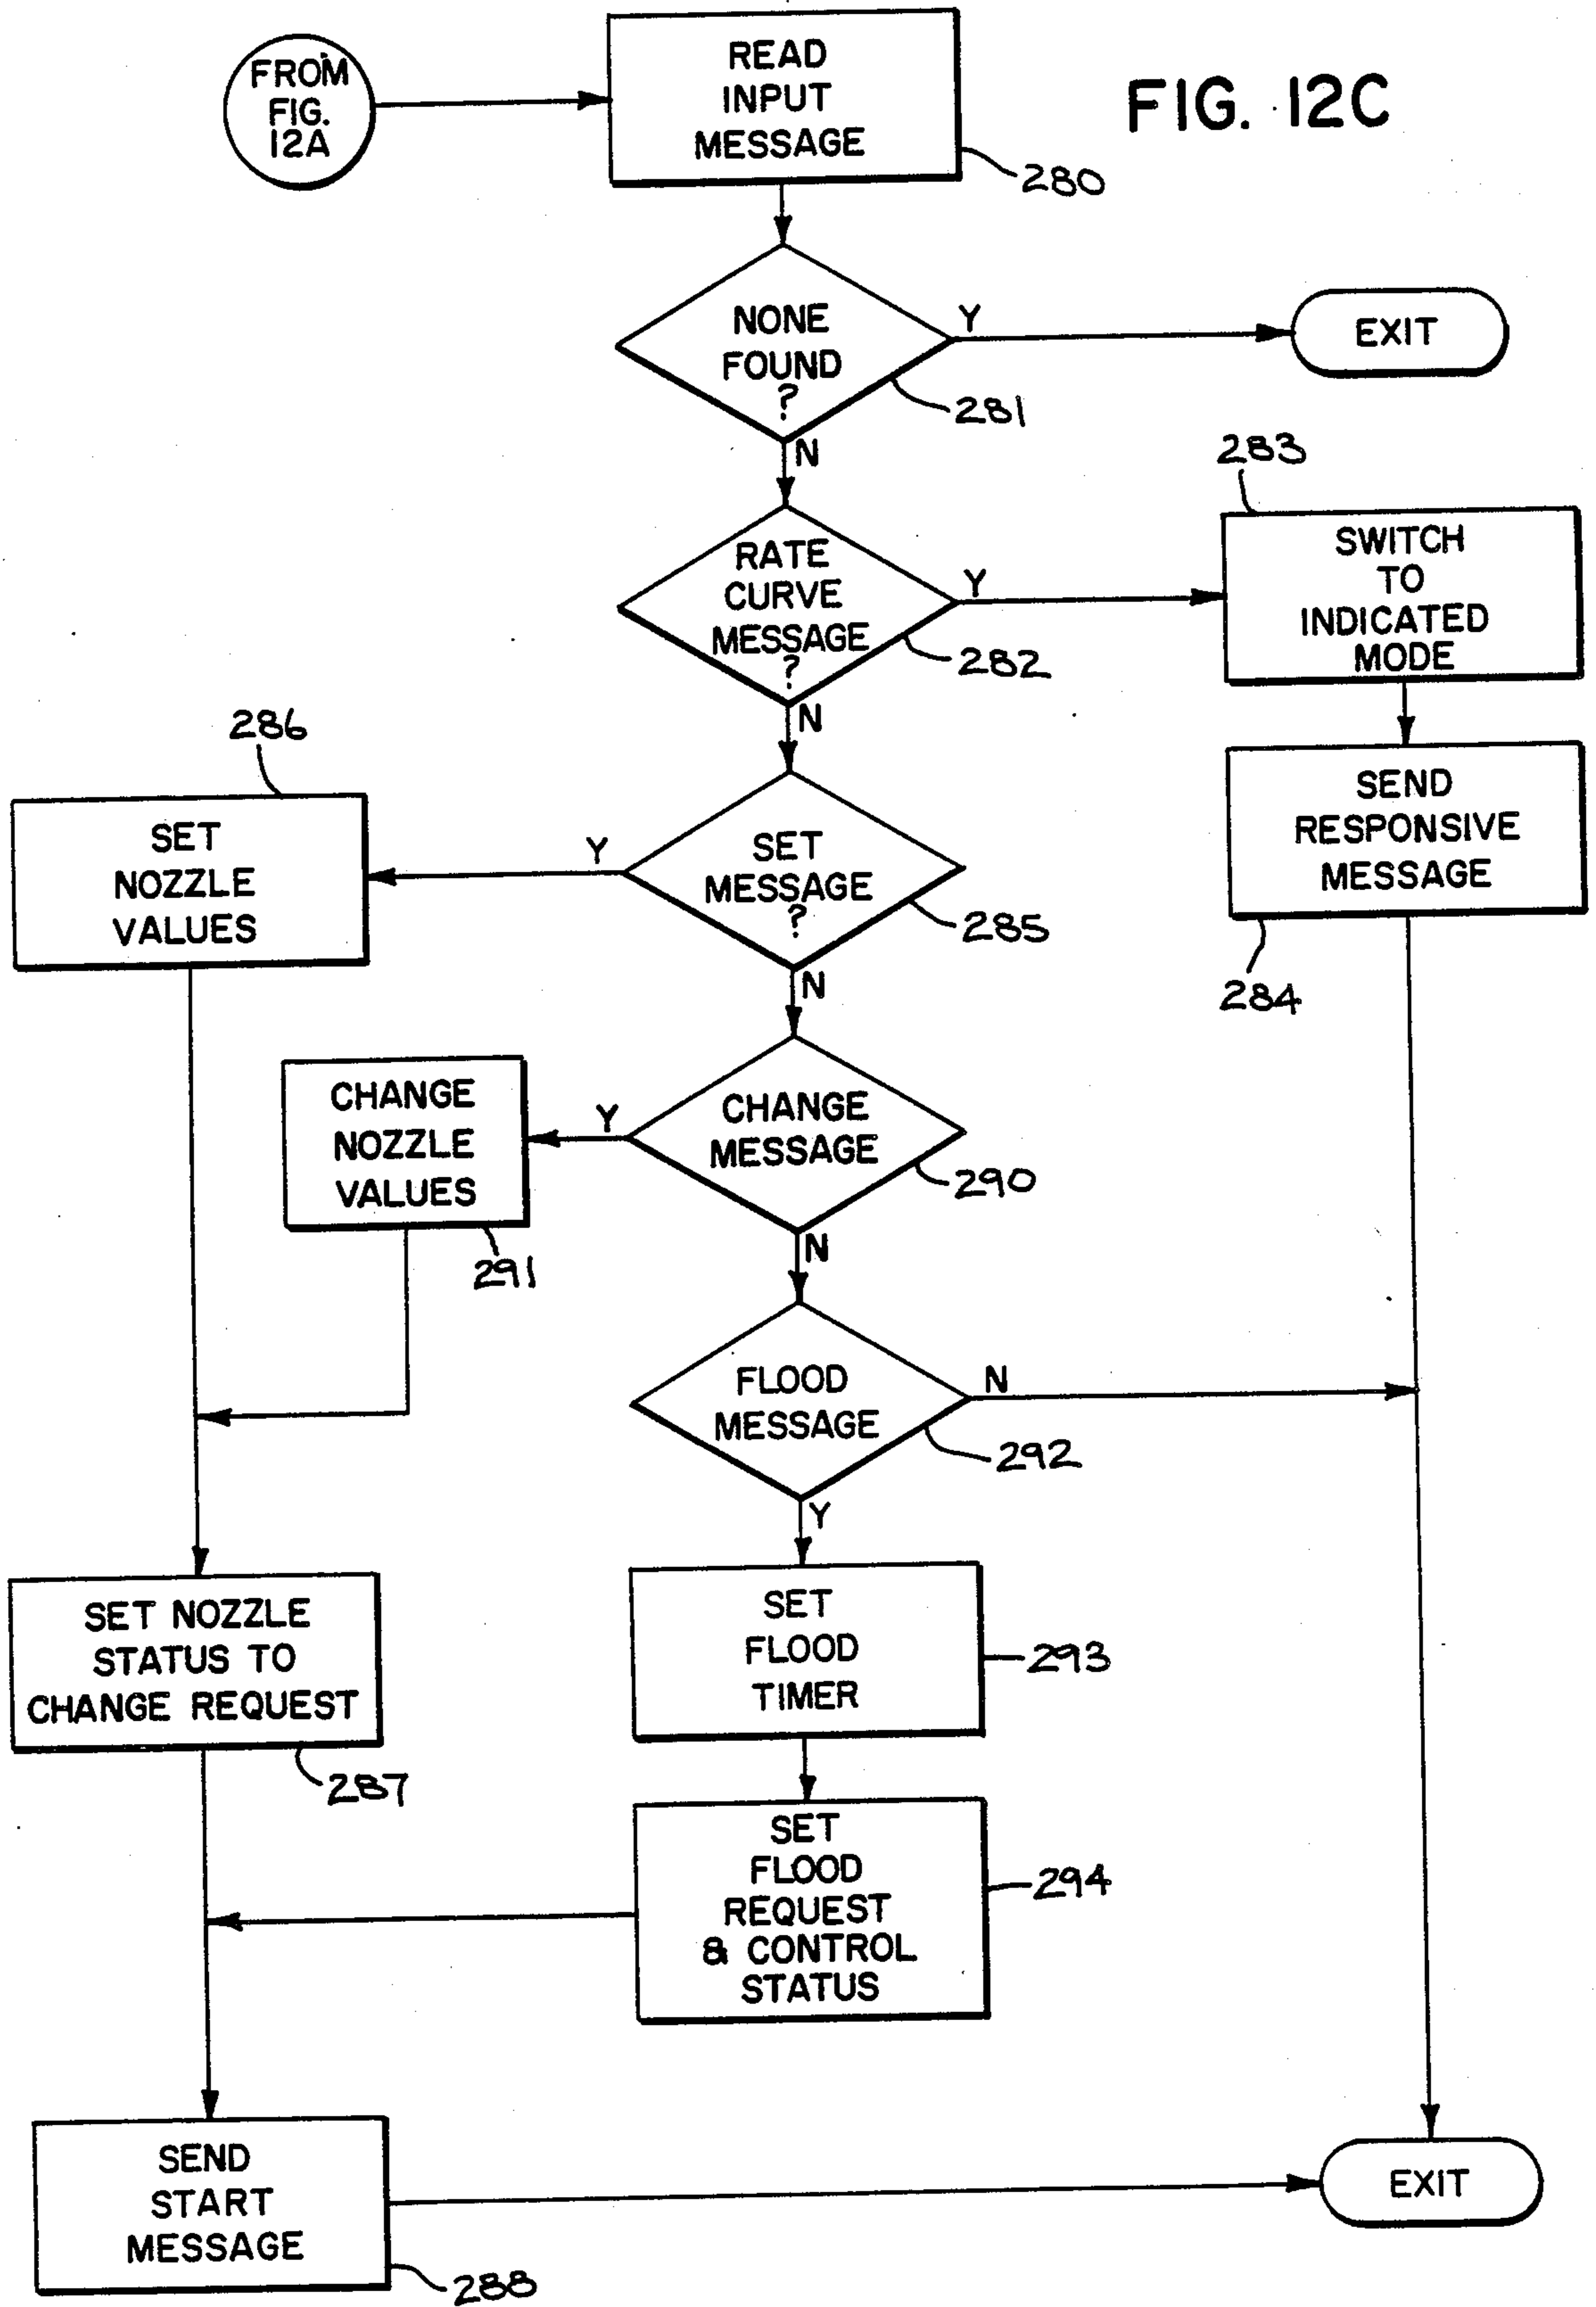 FROM
FIG.
12A
READ
INPUT
MESSAGE
280
FIG. 12C
NONE
FOUND
?
281
Y
EXIT
N
RATE
CURVE
MESSAGE
?
282
Y
283
SWITCH
TO
INDICATED
MODE
N
SEND
RESPONSIVE
MESSAGE
284
SET
MESSAGE
?
285
Y
286
SET
NOZZLE
VALUES
N
CHANGE
MESSAGE
290
Y
CHANGE
NOZZLE
VALUES
291
N
FLOOD
MESSAGE
292
N
Y
SET
FLOOD
TIMER
293
SET NOZZLE
STATUS TO
CHANGE REQUEST
287
SET
FLOOD
REQUEST
& CONTROL
STATUS
294
SEND
START
MESSAGE
288
EXIT